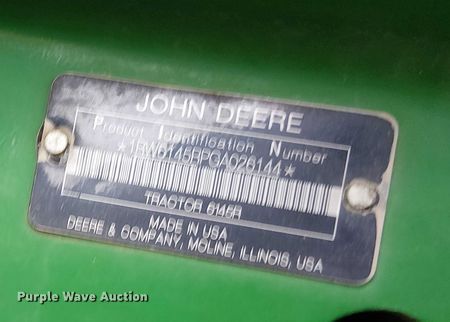 JOHN DEERE
Product Identification Number
*1RW6145RPGA026144*
TRACTOR 6145R
MADE IN USA
DEERE & COMPANY, MOLINE, ILLINOIS, USA
Purple Wave Auction